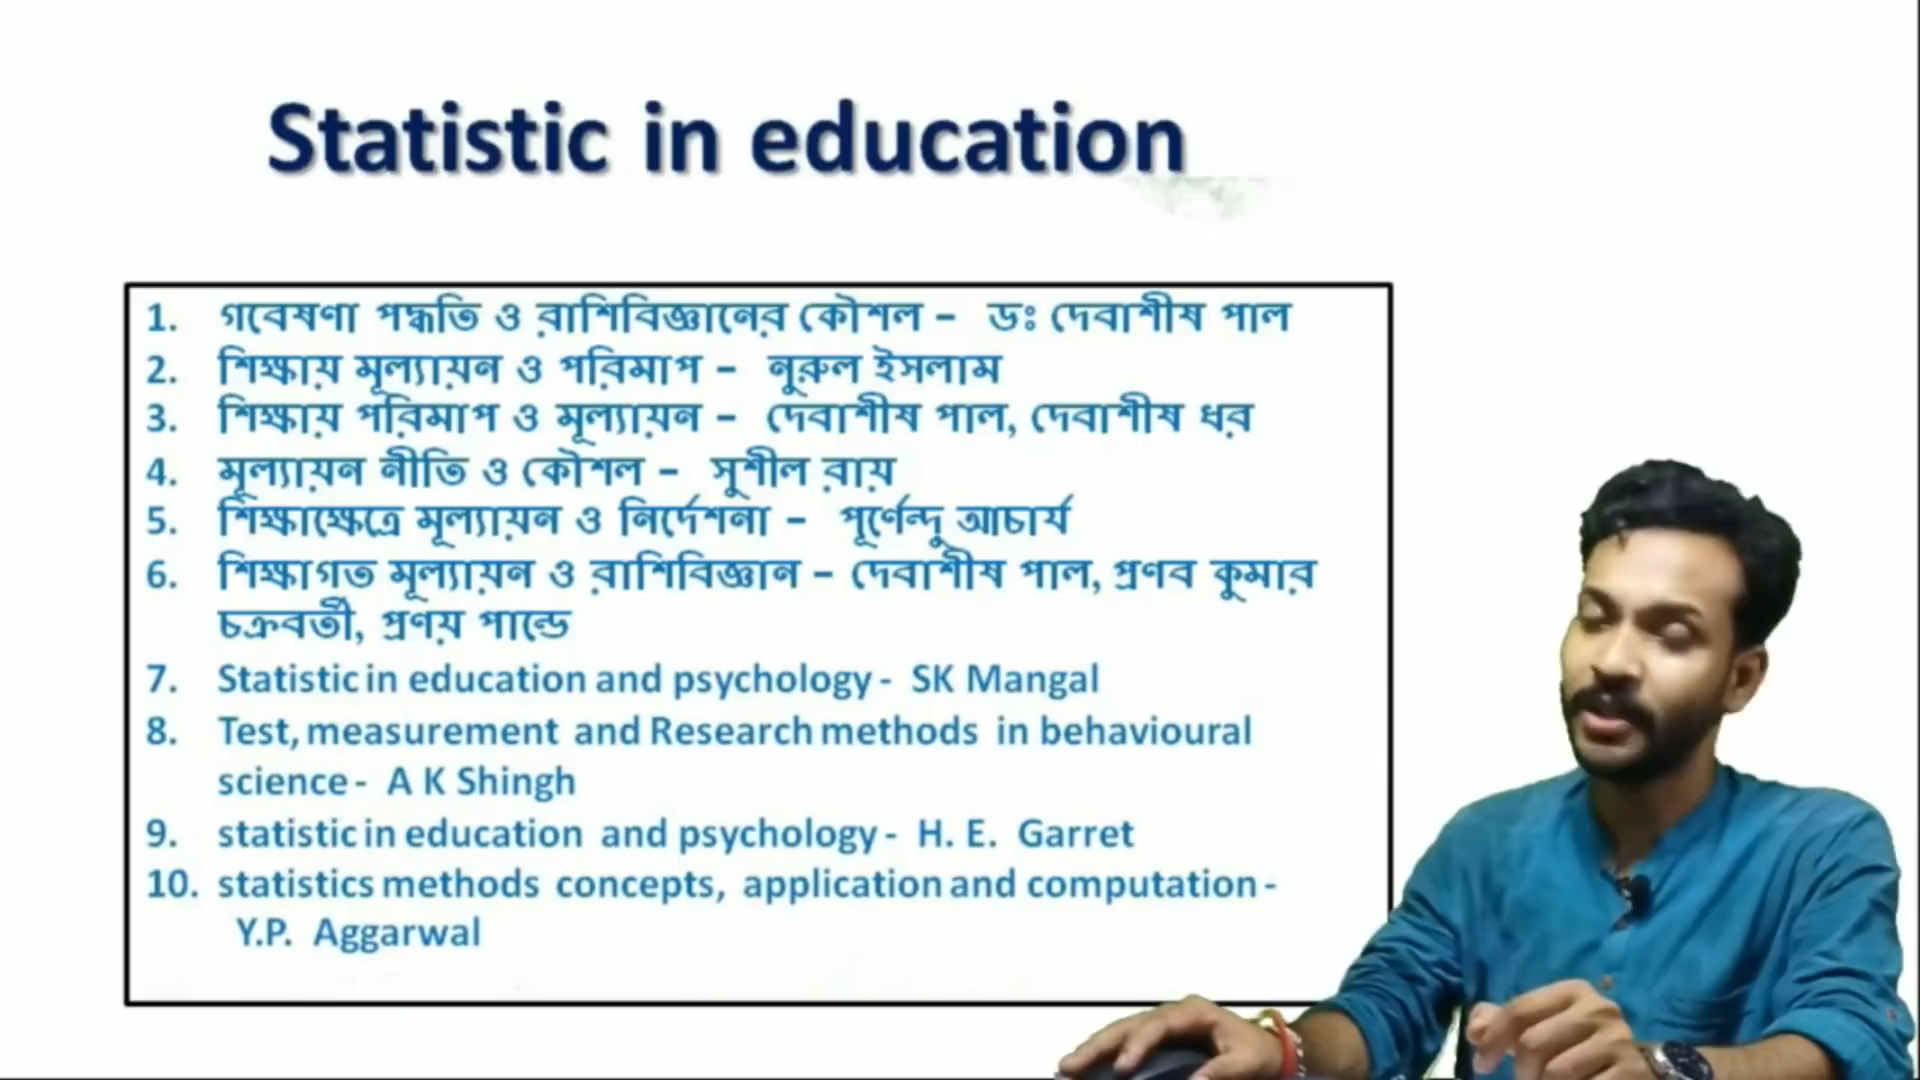 Statistic in education
1. গবেষণা পদ্ধতি ও রাশিবিজ্ঞানের কৌশল – ডঃ দেবাশীষ পাল
2. শিক্ষায় মূল্যায়ন ও পরিমাপ – নুরুল ইসলাম
3. শিক্ষায় পরিমাপ ও মূল্যায়ন – দেবাশীষ পাল, দেবাশীষ ধর
4. মূল্যায়ন নীতি ও কৌশল – সুশীল রায়
5. শিক্ষাক্ষেত্রে মূল্যায়ন ও নির্দেশনা – পূর্ণেন্দু আচার্য
6. শিক্ষাগত মূল্যায়ন ও রাশিবিজ্ঞান – দেবাশীষ পাল, প্রণব কুমার
চক্রবর্তী, প্রণয় পান্ডে
7. Statistic in education and psychology - SK Mangal
8. Test, measurement and Research methods in behavioural
science - A K Shingh
9. statistic in education and psychology - H. E. Garret
10. statistics methods concepts, application and computation -
Y.P. Aggarwal